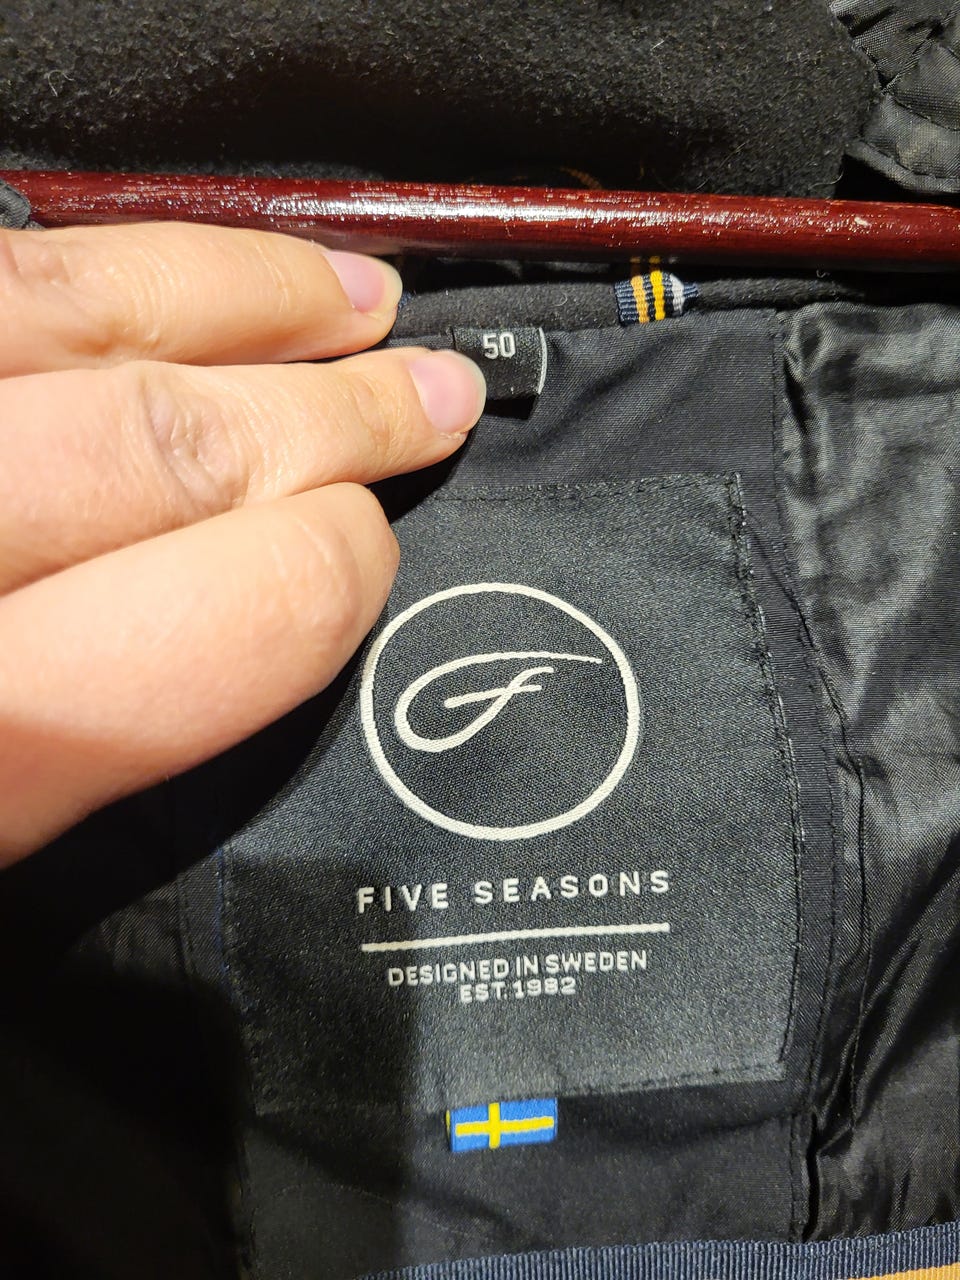 50
F
FIVE SEASONS
DESIGNED IN SWEDEN
EST. 1982